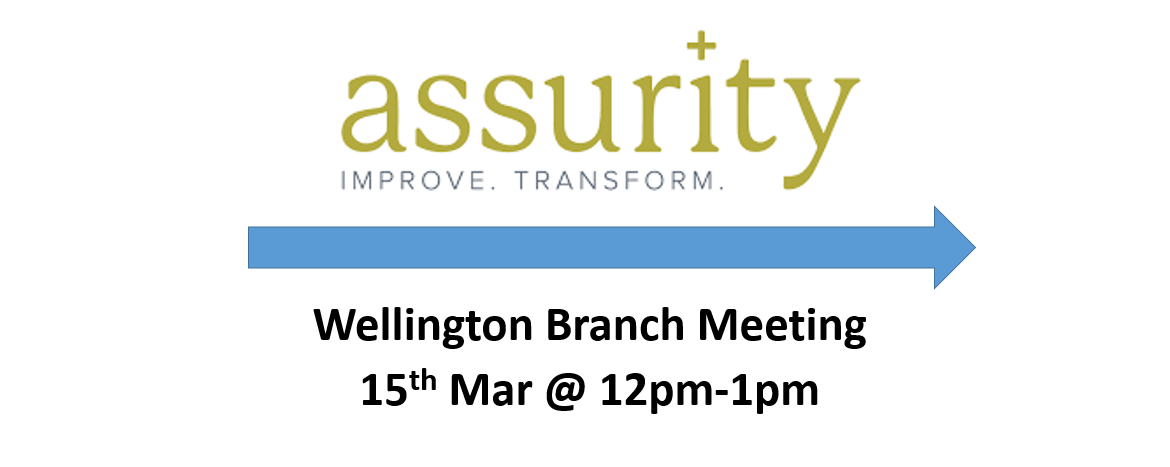 assurity
IMPROVE. TRANSFORM.
Wellington Branch Meeting
15th Mar @ 12pm-1pm